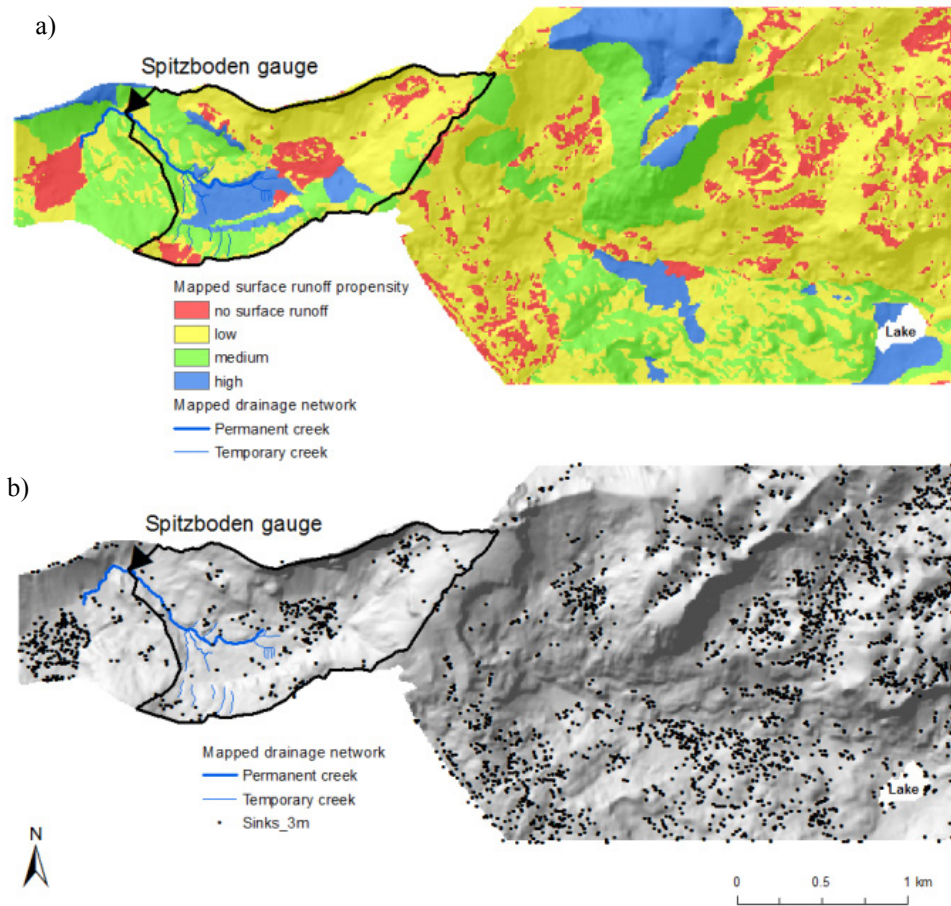 a)
Spitzboden gauge
Mapped surface runoff propensity
no surface runoff
low
medium
high
Mapped drainage network
Permanent creek
Temporary creek
Lake
b)
Spitzboden gauge
Mapped drainage network
Permanent creek
Temporary creek
Sinks_3m
Lake
N
0 0.5 1 km